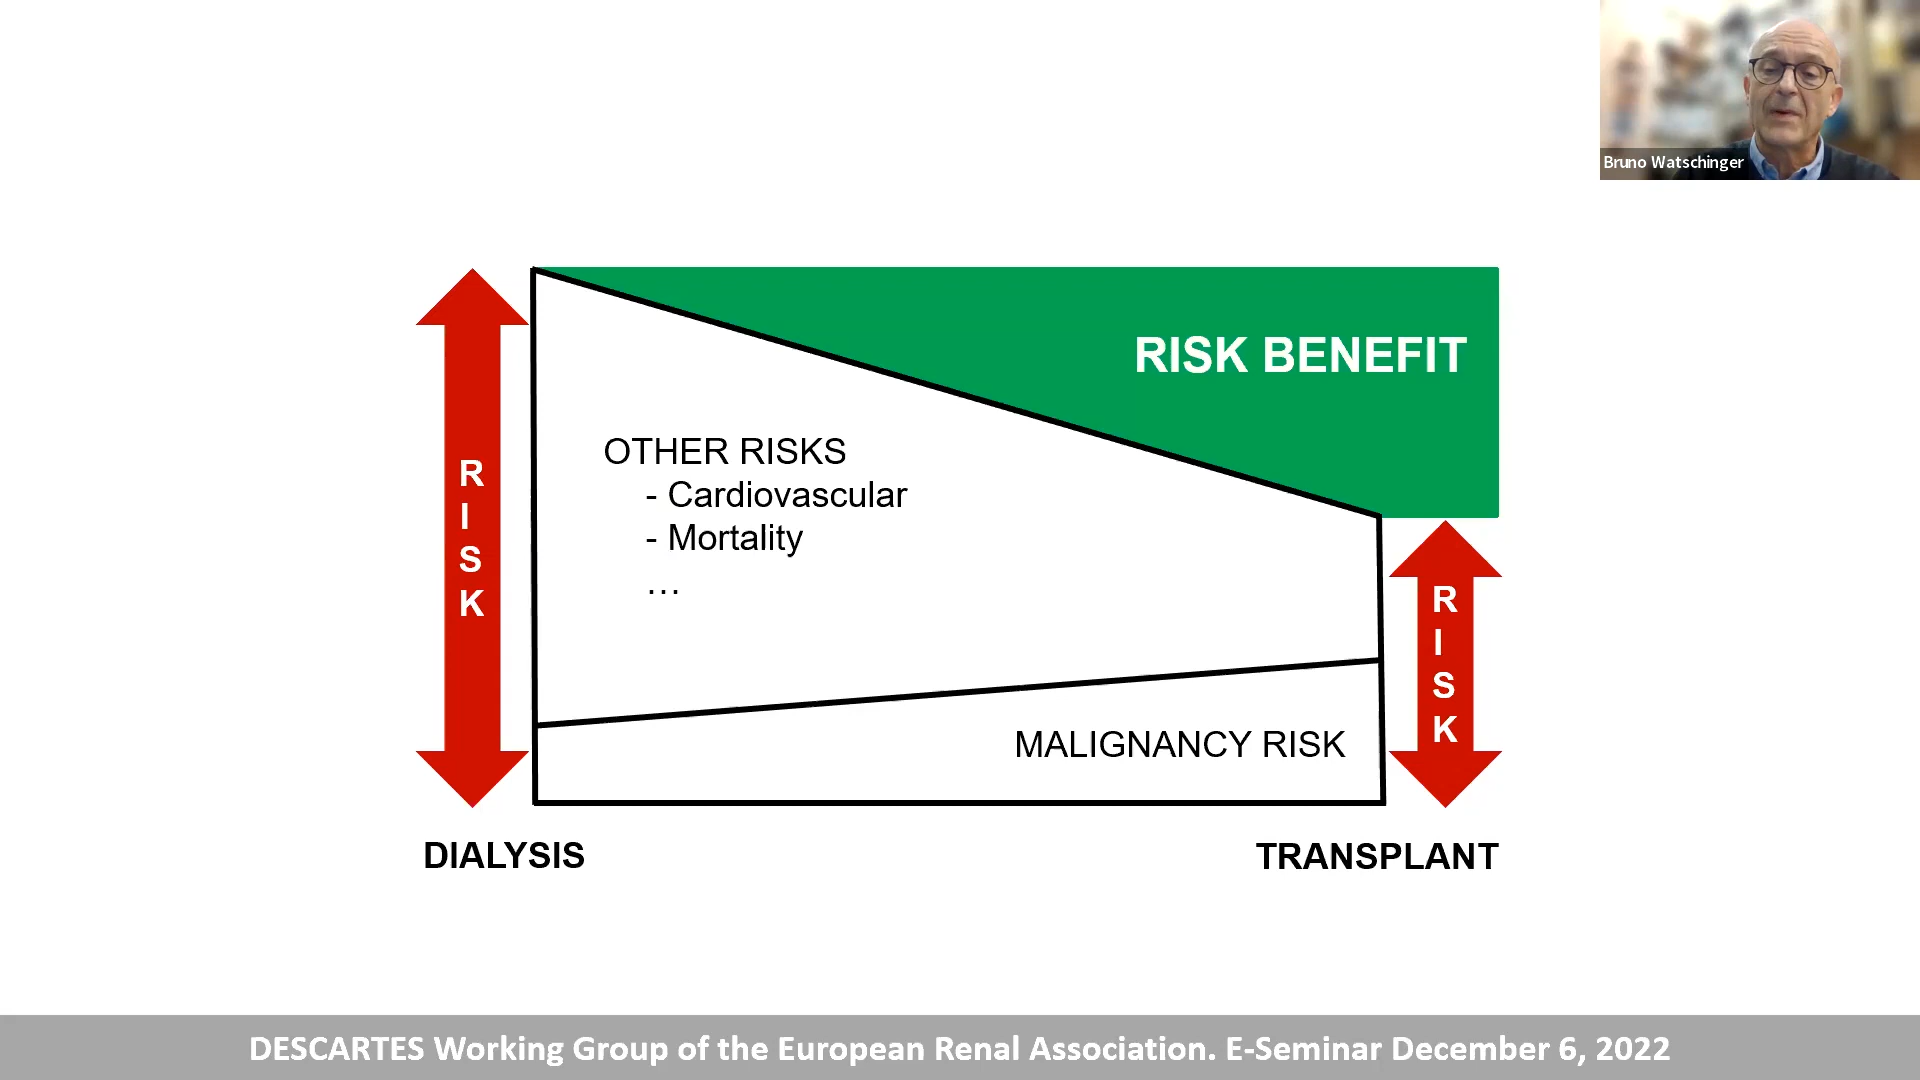 Bruno Watschinger
RISK BENEFIT
OTHER RISKS
- Cardiovascular
- Mortality
...
R
I
S
K
R
I
S
K
MALIGNANCY RISK
DIALYSIS
TRANSPLANT
DESCARTES Working Group of the European Renal Association. E-Seminar December 6, 2022